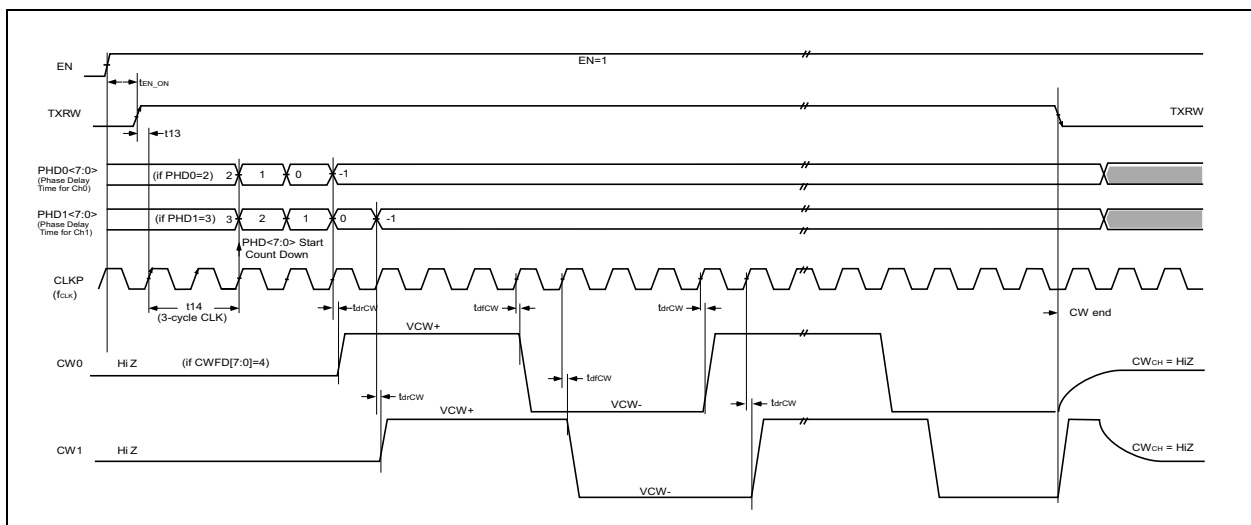 EN
EN=1
tEN_ON
TXRW
TXRW
t13
PHD0<7:0>
(Phase Delay
Time for Ch0)
(if PHD0=2) 2 1 0 -1
PHD1<7:0>
(Phase Delay
Time for Ch1)
(if PHD1=3) 3 2 1 0 -1
PHD<7:0> Start
Count Down
CLKP
(fCLK)
t14
(3-cycle CLK)
tdrCW
tdfCW
tdrCW
CW end
VCW+
CW0
Hi Z
(if CWFD[7:0]=4)
tdfCW
CWCH = HiZ
tdrCW
VCW+
VCW-
tdrCW
CW1
Hi Z
CWCH = HiZ
VCW-